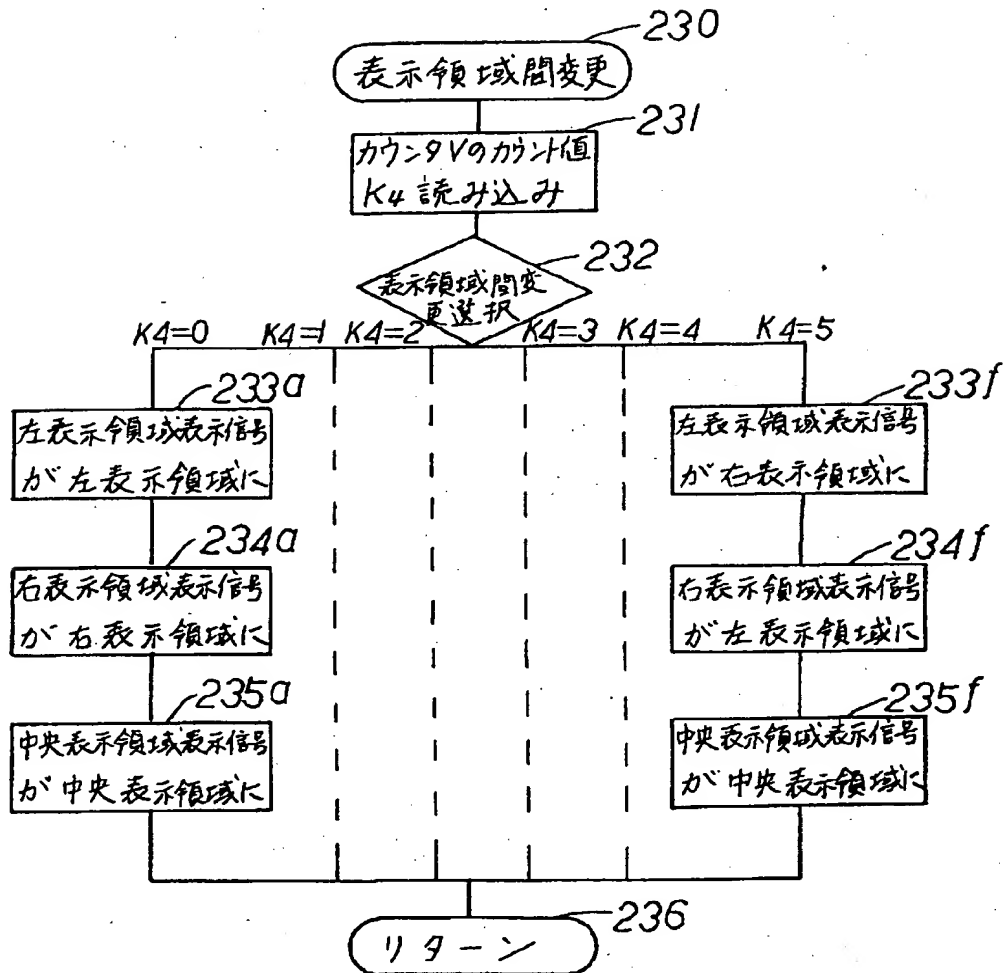 230
表示領域間変更
231
カウンタVのカウント値
K4 読み込み
232
表示領域間変
更選択
K4=0 K4=1 K4=2 K4=3 K4=4 K4=5
233a
左表示領域表示信号
が左表示領域に
234a
右表示領域表示信号
が右表示領域に
235a
中央表示領域表示信号
が中央表示領域に
233f
左表示領域表示信号
が右表示領域に
234f
右表示領域表示信号
が左表示領域に
235f
中央表示領域表示信号
が中央表示領域に
236
リターン